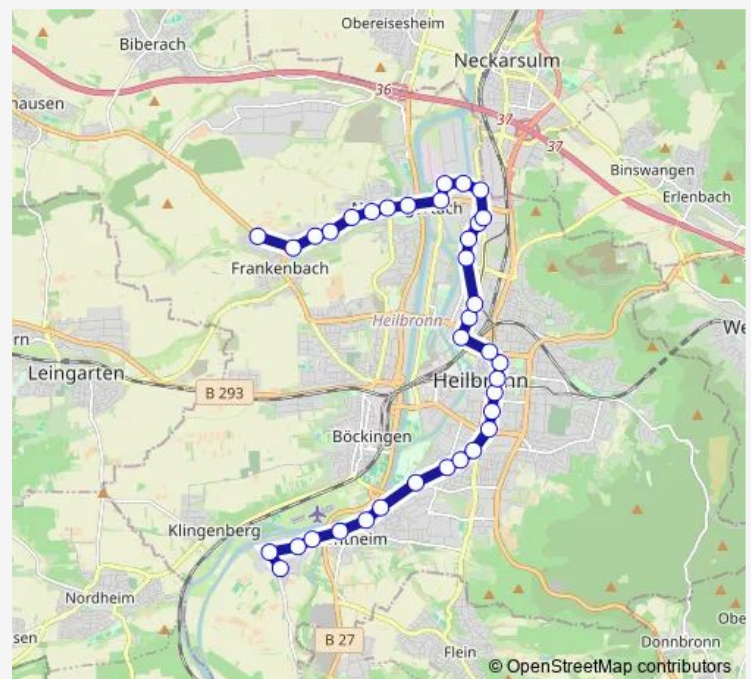 Obereisesheim
Biberach
Neckarsulm
36
hausen
37
37
Binswangen
Erlenbach
Frankenbach
Heilbronn
We
rn
Leingarten
Heilbronn
B 293
Böckingen
Klingenberg
ntheim
Nordheim
Obe
sen
B 27
Donnbronn
Flein
© OpenStreetMap contributors